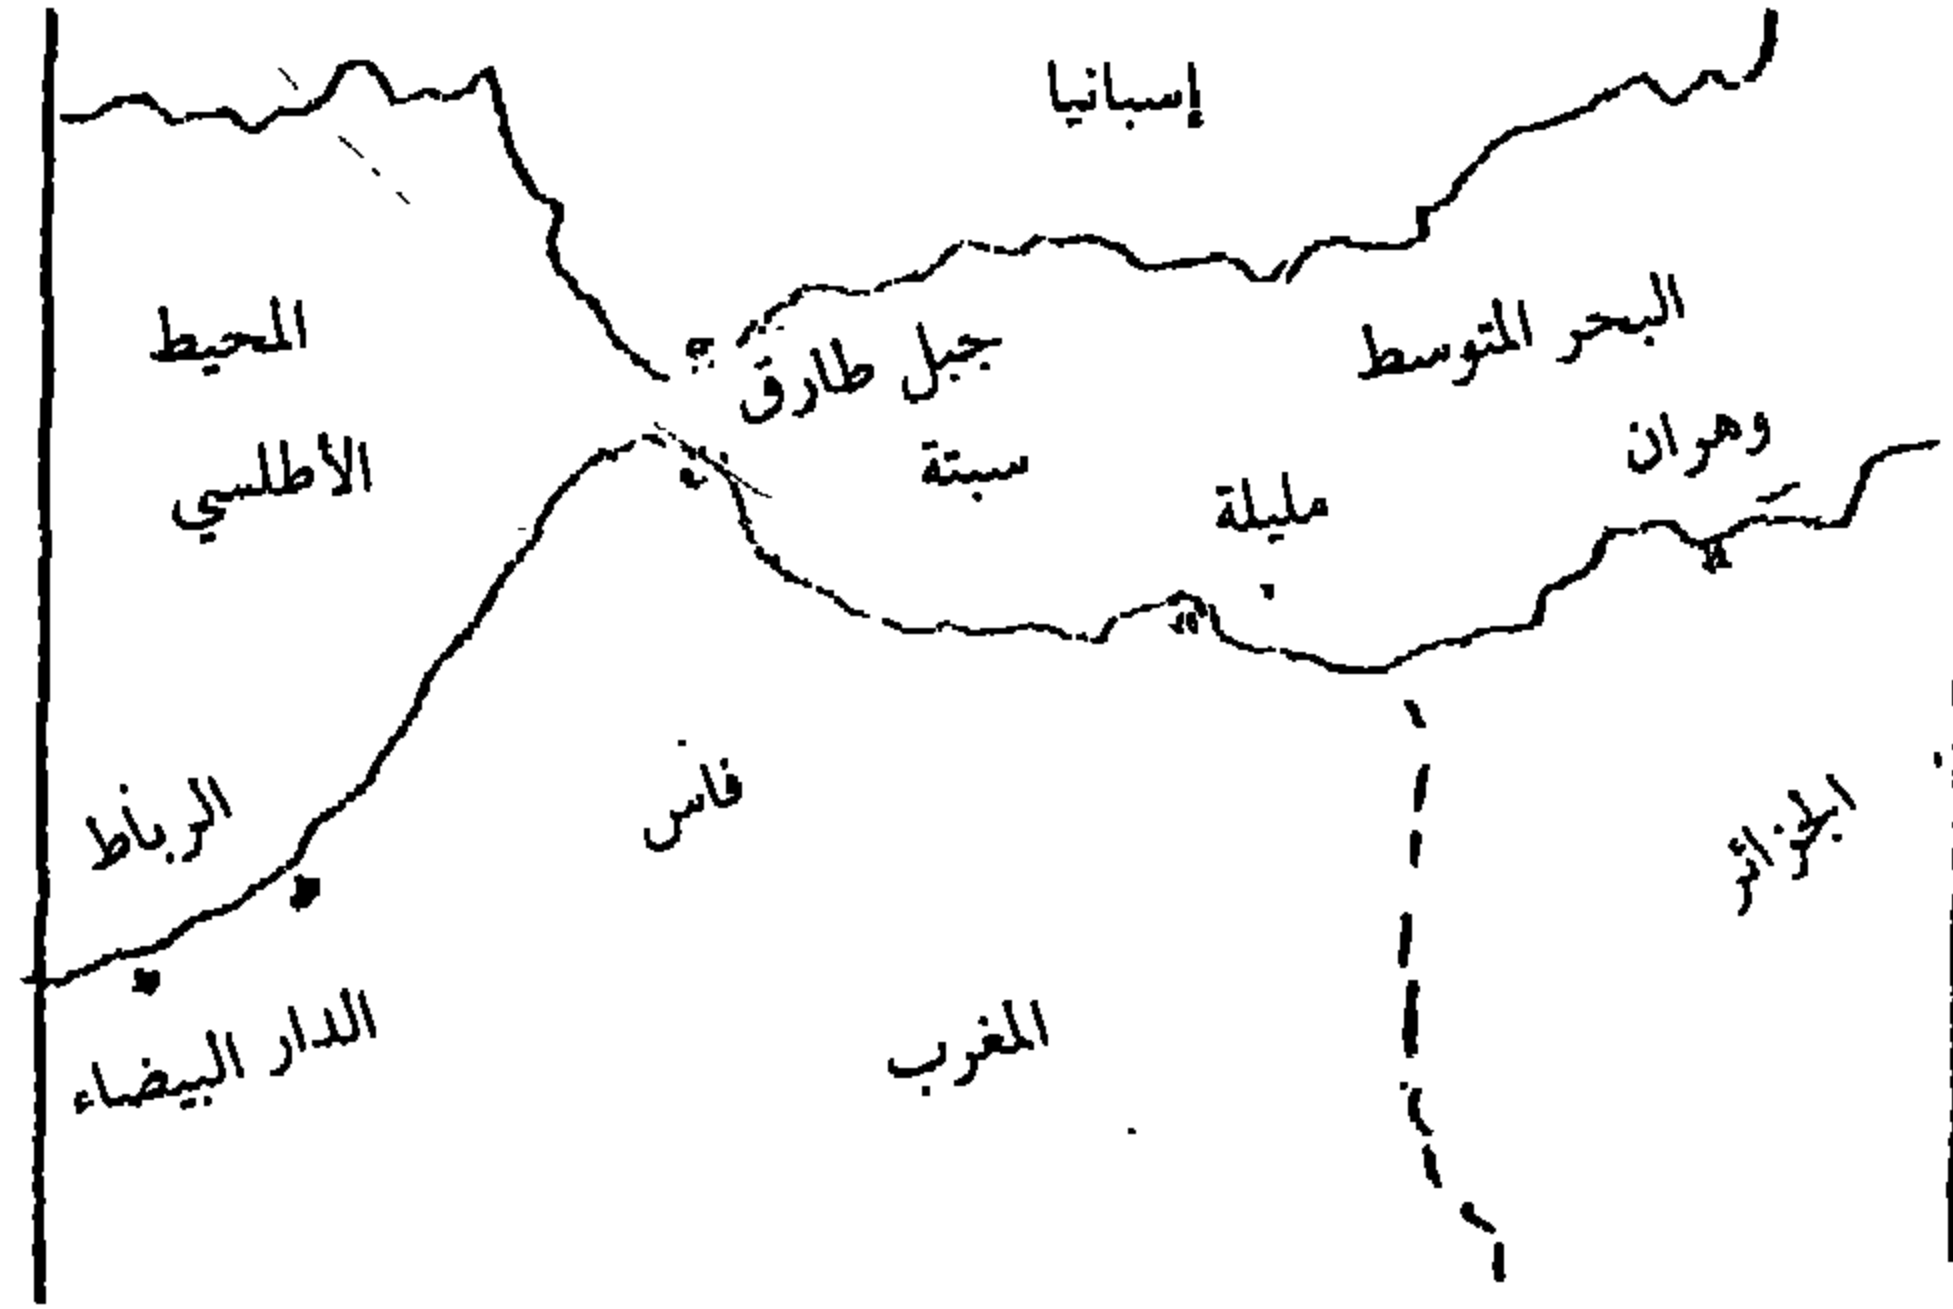 إسبانيا
المحيط
الأطلسي
جبل طارق
البحر المتوسط
سبتة
مليلة
وهران
الرباط
فاس
الجزائر
الدار البيضاء
المغرب